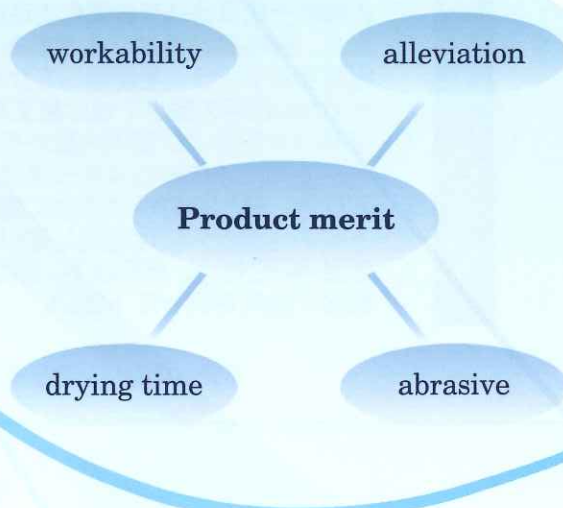 workability
alleviation
Product merit
drying time
abrasive